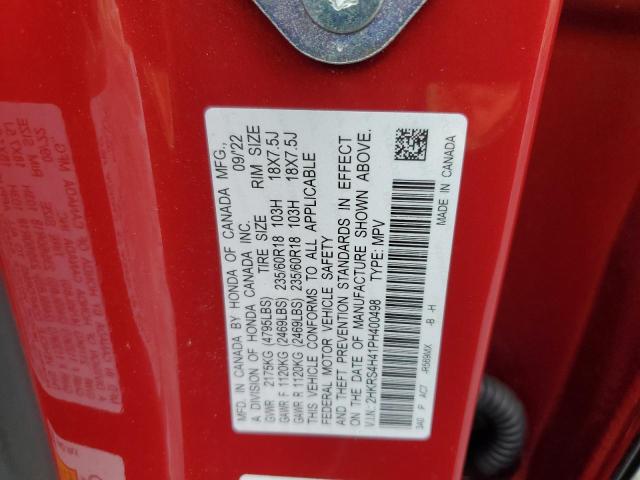 MFD. IN CANADA BY HONDA OF CANADA MFG.,
A DIVISION OF HONDA CANADA INC. 09/22
GVWR 2175KG (4795LBS) TIRE SIZE RIM SIZE
GAWR F 1120KG (2469LBS) 235/60R18 103H 18X7.5J
GAWR R 1120KG (2469LBS) 235/60R18 103H 18X7.5J
THIS VEHICLE CONFORMS TO ALL APPLICABLE
FEDERAL MOTOR VEHICLE SAFETY
AND THEFT PREVENTION STANDARDS IN EFFECT
ON THE DATE OF MANUFACTURE SHOWN ABOVE.
V.I.N: 2HKRS4H41PH400498 TYPE: MPV
3A0 P AC7 -R569MX -B -H
MADE IN CANADA